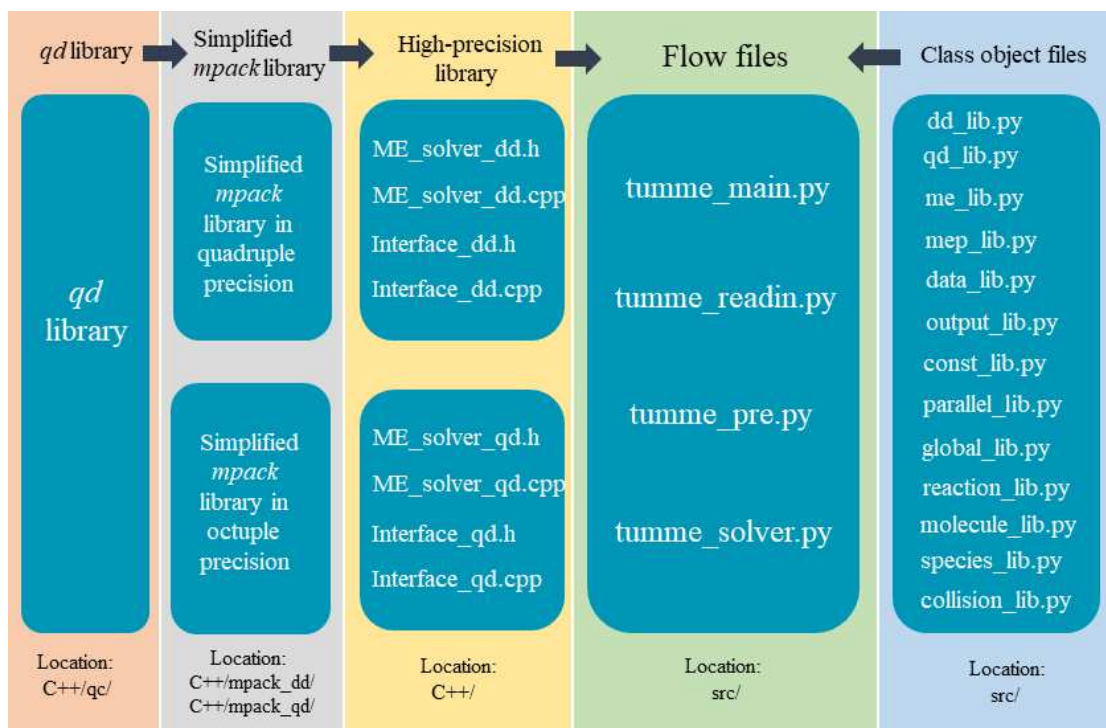 qd library
qd
library
Location:
C++/qc/
Simplified
mpack library
Simplified
mpack
library in
quadruple
precision
Simplified
mpack
library in
octuple
precision
Location:
C++/mpack_dd/
C++/mpack_qd/
High-precision
library
ME_solver_dd.h
ME_solver_dd.cpp
Interface_dd.h
Interface_dd.cpp
ME_solver_qd.h
ME_solver_qd.cpp
Interface_qd.h
Interface_qd.cpp
Location:
C++/
Flow files
tumme_main.py
tumme_readin.py
tumme_pre.py
tumme_solver.py
Location:
src/
Class object files
dd_lib.py
qd_lib.py
me_lib.py
mep_lib.py
data_lib.py
output_lib.py
const_lib.py
parallel_lib.py
global_lib.py
reaction_lib.py
molecule_lib.py
species_lib.py
collision_lib.py
Location:
src/